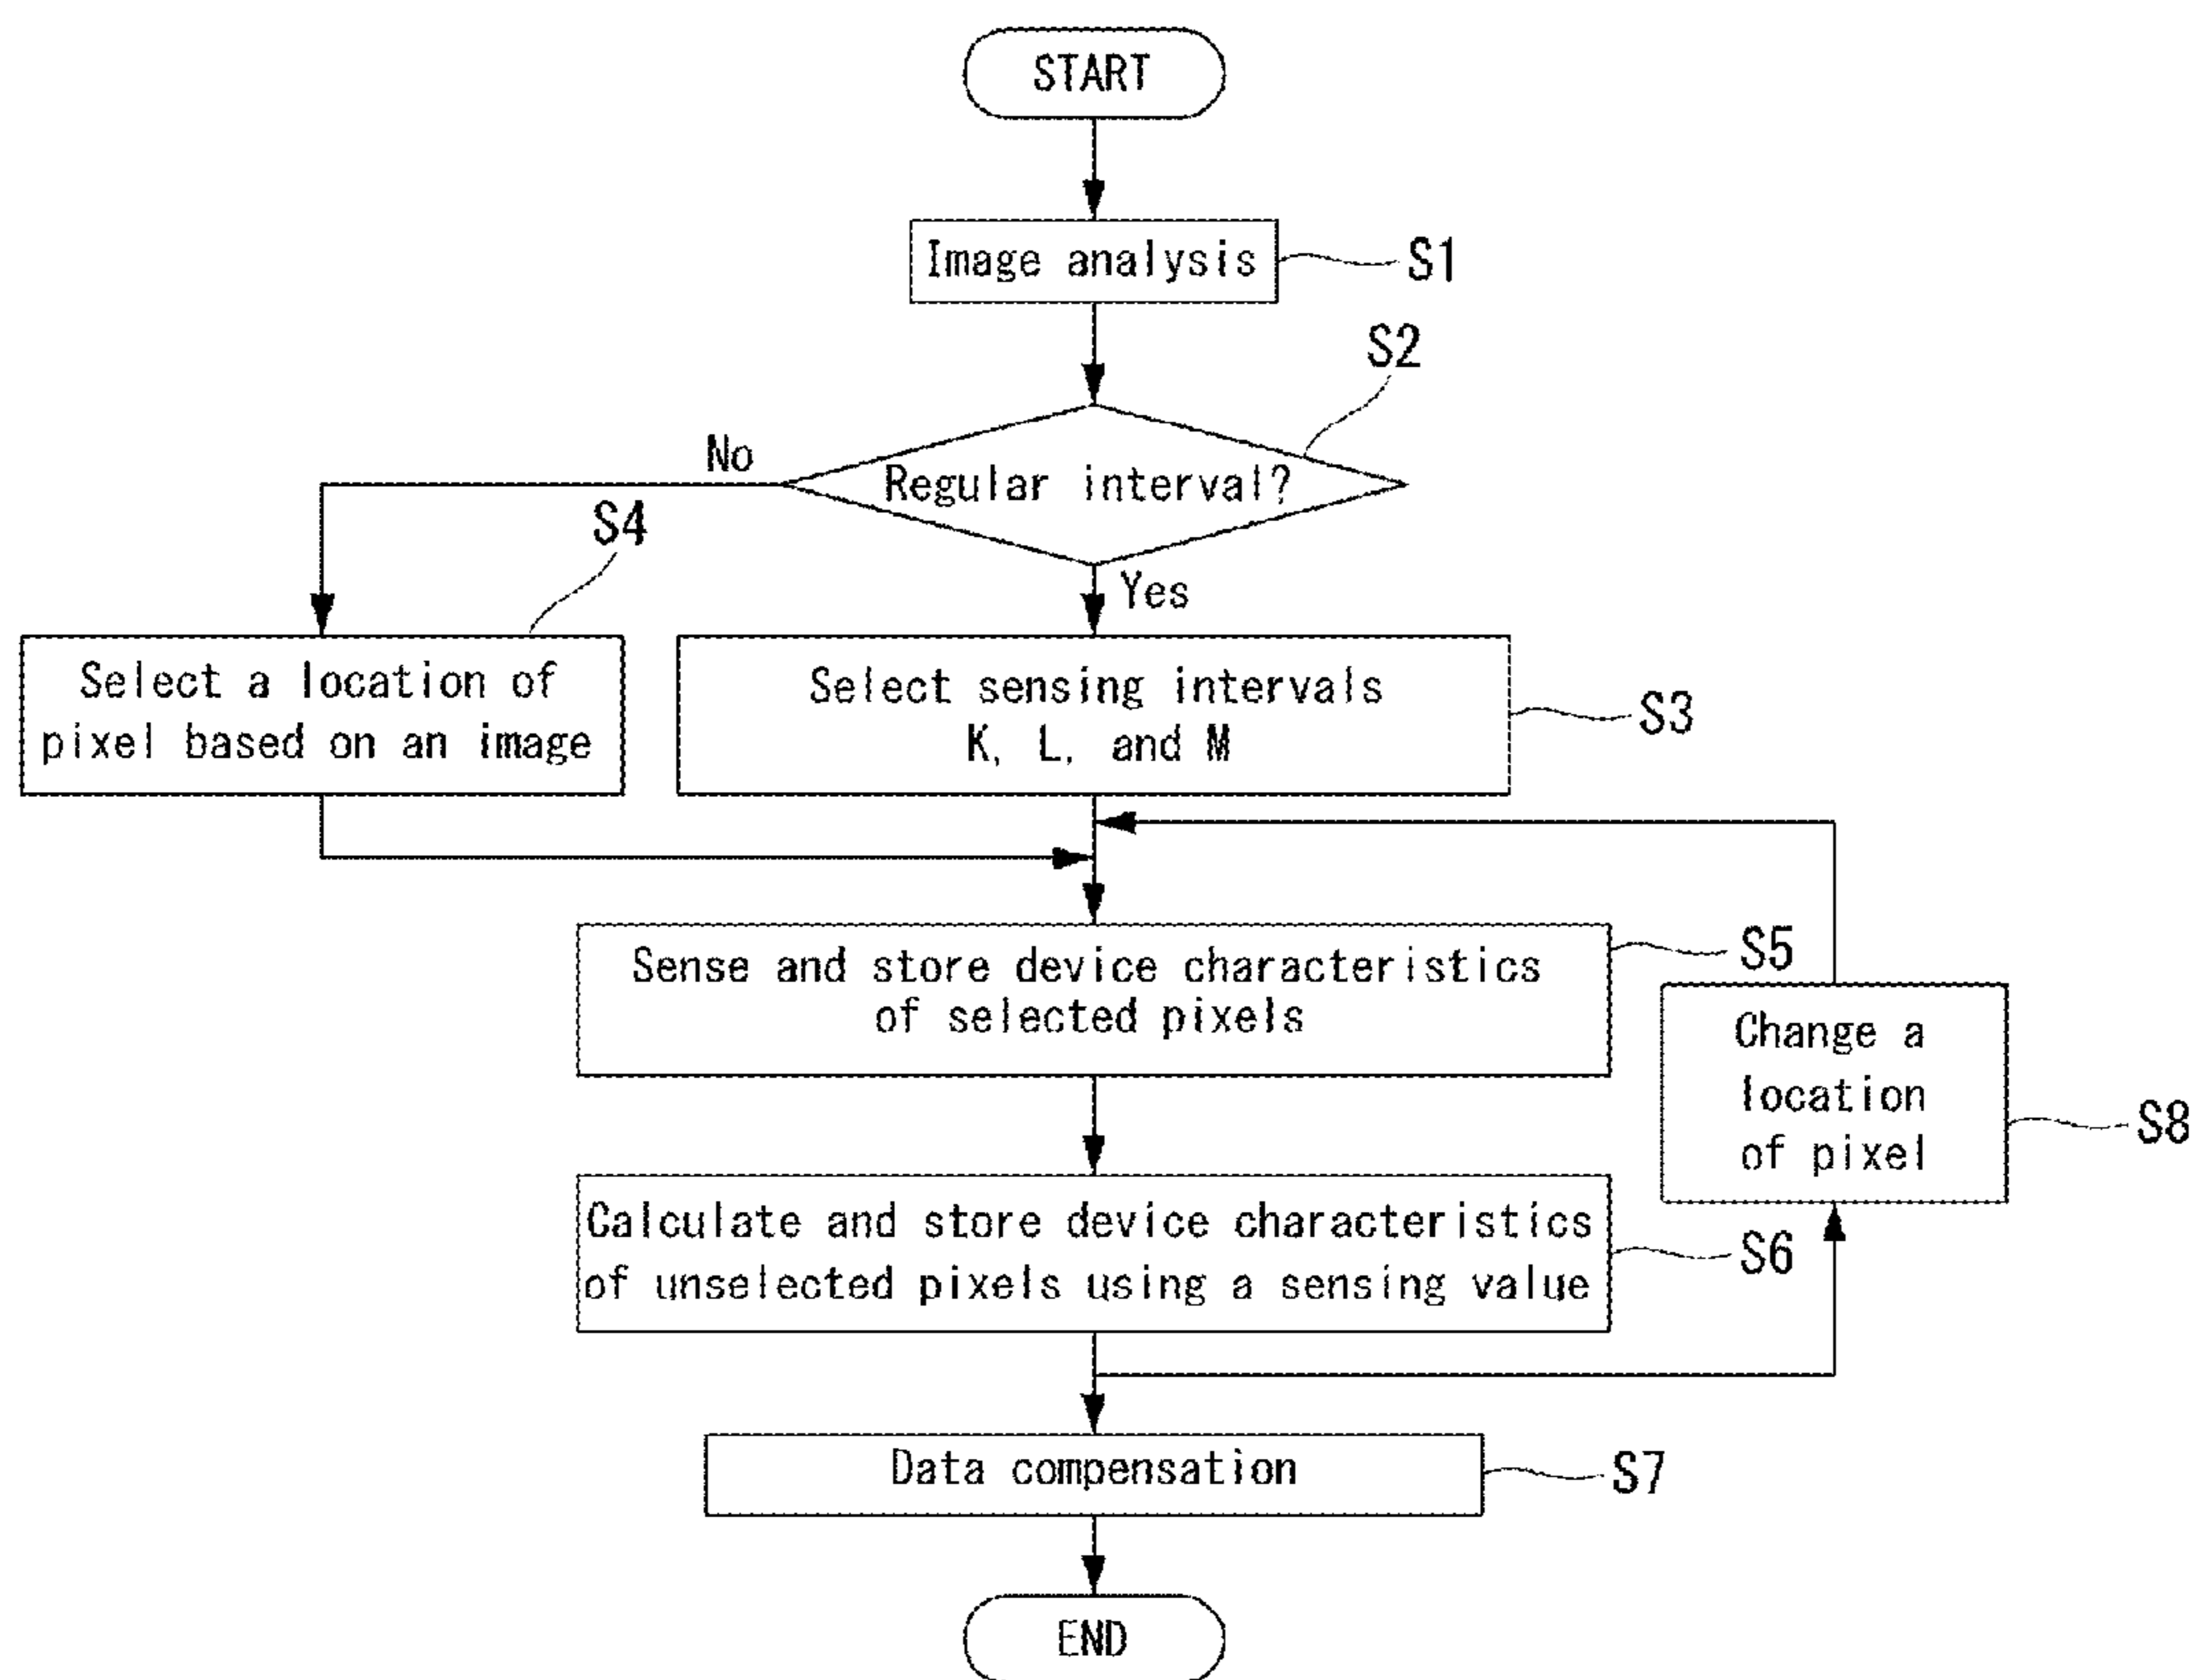 START
Image analysis
S1
S2
Regular interval?
No
Yes
S4
Select a location of
pixel based on an image
Select sensing intervals
K, L, and M
S3
Sense and store device characteristics
of selected pixels
S5
Change a
location
of pixel
S8
Calculate and store device characteristics
of unselected pixels using a sensing value
S6
Data compensation
S7
END